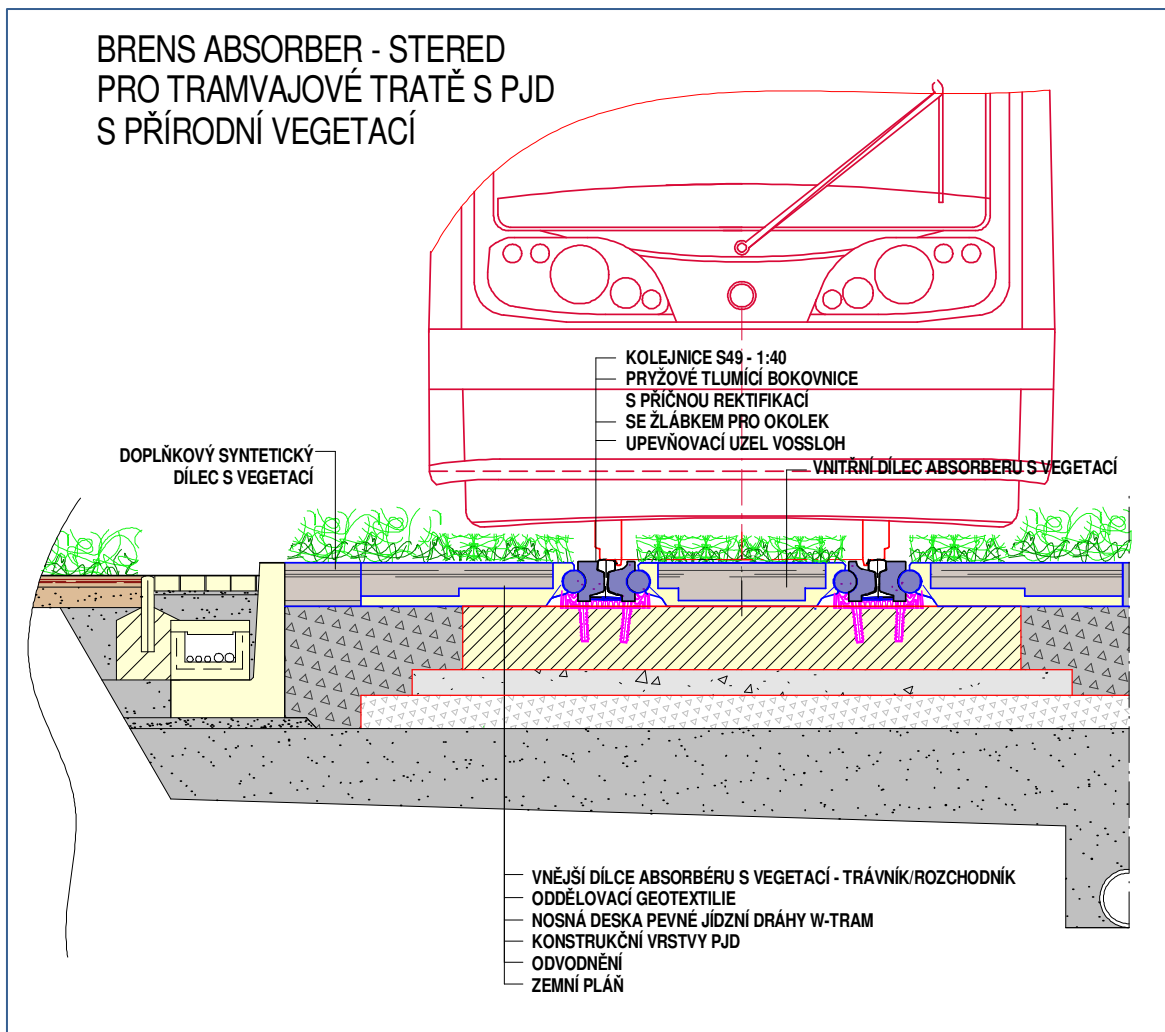 BRENS ABSORBER - STERED
PRO TRAMVAJOVÉ TRATĚ S PJD
S PŘÍRODNÍ VEGETACÍ
KOLEJNICE S49 - 1:40
PRYŽOVÉ TLUMÍCÍ BOKOVNICE
S PŘÍČNOU REKTIFIKACÍ
SE ŽLÁBKEM PRO OKOLEK
UPEVŇOVACÍ UZEL VOSSLOH
DOPLŇKOVÝ SYNTETICKÝ
DÍLEC S VEGETACÍ
VNITŘNÍ DÍLEC ABSORBERU S VEGETACÍ
VNĚJŠÍ DÍLCE ABSORBÉRU S VEGETACÍ - TRÁVNÍK/ROZCHODNÍK
ODDĚLOVACÍ GEOTEXTILIE
NOSNÁ DESKA PEVNÉ JÍDZNÍ DRÁHY W-TRAM
KONSTRUKČNÍ VRSTVY PJD
ODVODNĚNÍ
ZEMNÍ PLÁŇ